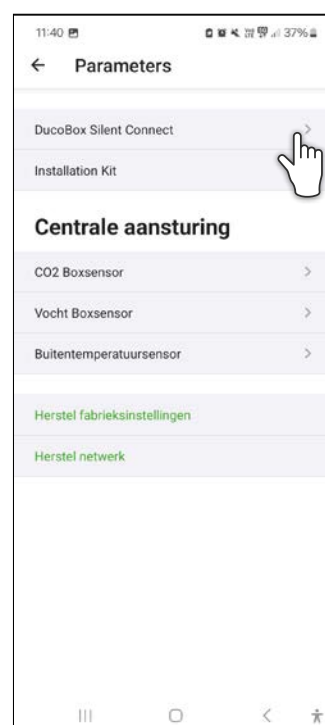 11:40
37%
Parameters
DucoBox Silent Connect
Installation Kit
Centrale aansturing
CO2 Boxsensor
Vocht Boxsensor
Buitentemperatuursensor
Herstel fabrieksinstellingen
Herstel netwerk